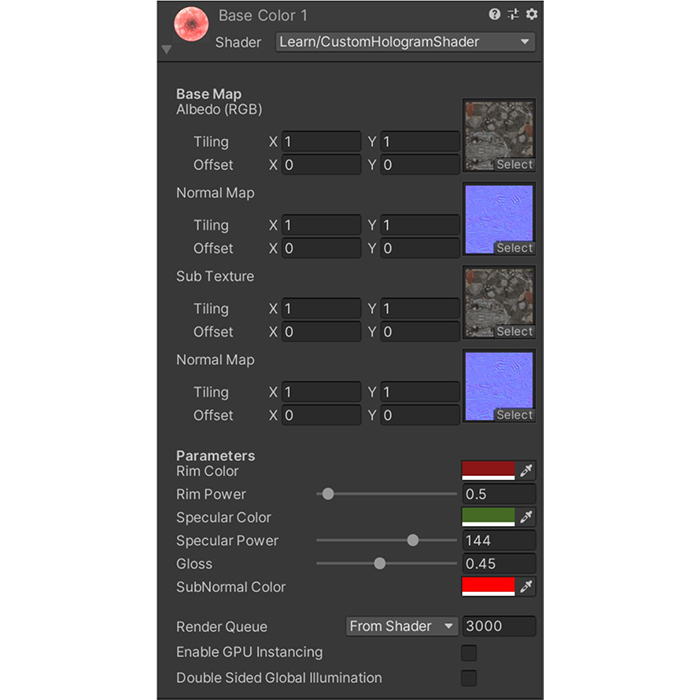 Base Color 1
Shader Learn/CustomHologramShader
Base Map
Albedo (RGB)
Tiling X 1 Y 1
Offset X 0 Y 0
Select
Normal Map
Tiling X 1 Y 1
Offset X 0 Y 0
Select
Sub Texture
Tiling X 1 Y 1
Offset X 0 Y 0
Select
Normal Map
Tiling X 1 Y 1
Offset X 0 Y 0
Select
Parameters
Rim Color
Rim Power 0.5
Specular Color
Specular Power 144
Gloss 0.45
SubNormal Color
Render Queue From Shader 3000
Enable GPU Instancing
Double Sided Global Illumination